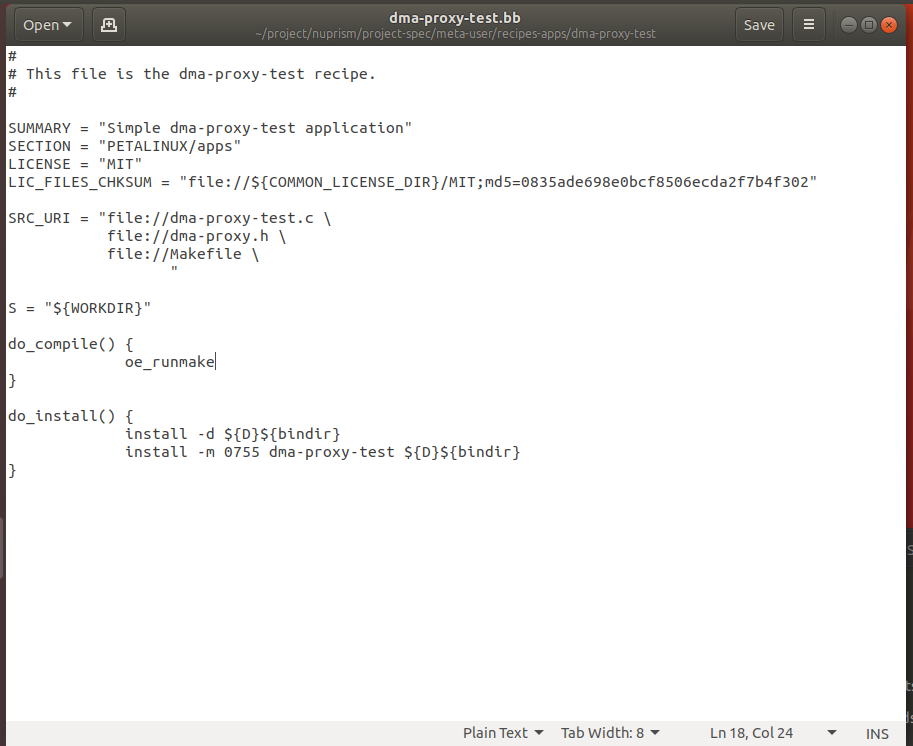 Open
dma-proxy-test.bb
~/project/nuprism/project-spec/meta-user/recipes-apps/dma-proxy-test
Save
#
# This file is the dma-proxy-test recipe.
#
SUMMARY = "Simple dma-proxy-test application"
SECTION = "PETALINUX/apps"
LICENSE = "MIT"
LIC_FILES_CHKSUM = "file://${COMMON_LICENSE_DIR}/MIT;md5=0835ade698e0bcf8506ecda2f7b4f302"
SRC_URI = "file://dma-proxy-test.c \
file://dma-proxy.h \
file://Makefile \
"
S = "${WORKDIR}"
do_compile() {
oe_runmake
}
do_install() {
install -d ${D}${bindir}
install -m 0755 dma-proxy-test ${D}${bindir}
}
Plain Text
Tab Width: 8
Ln 18, Col 24
INS